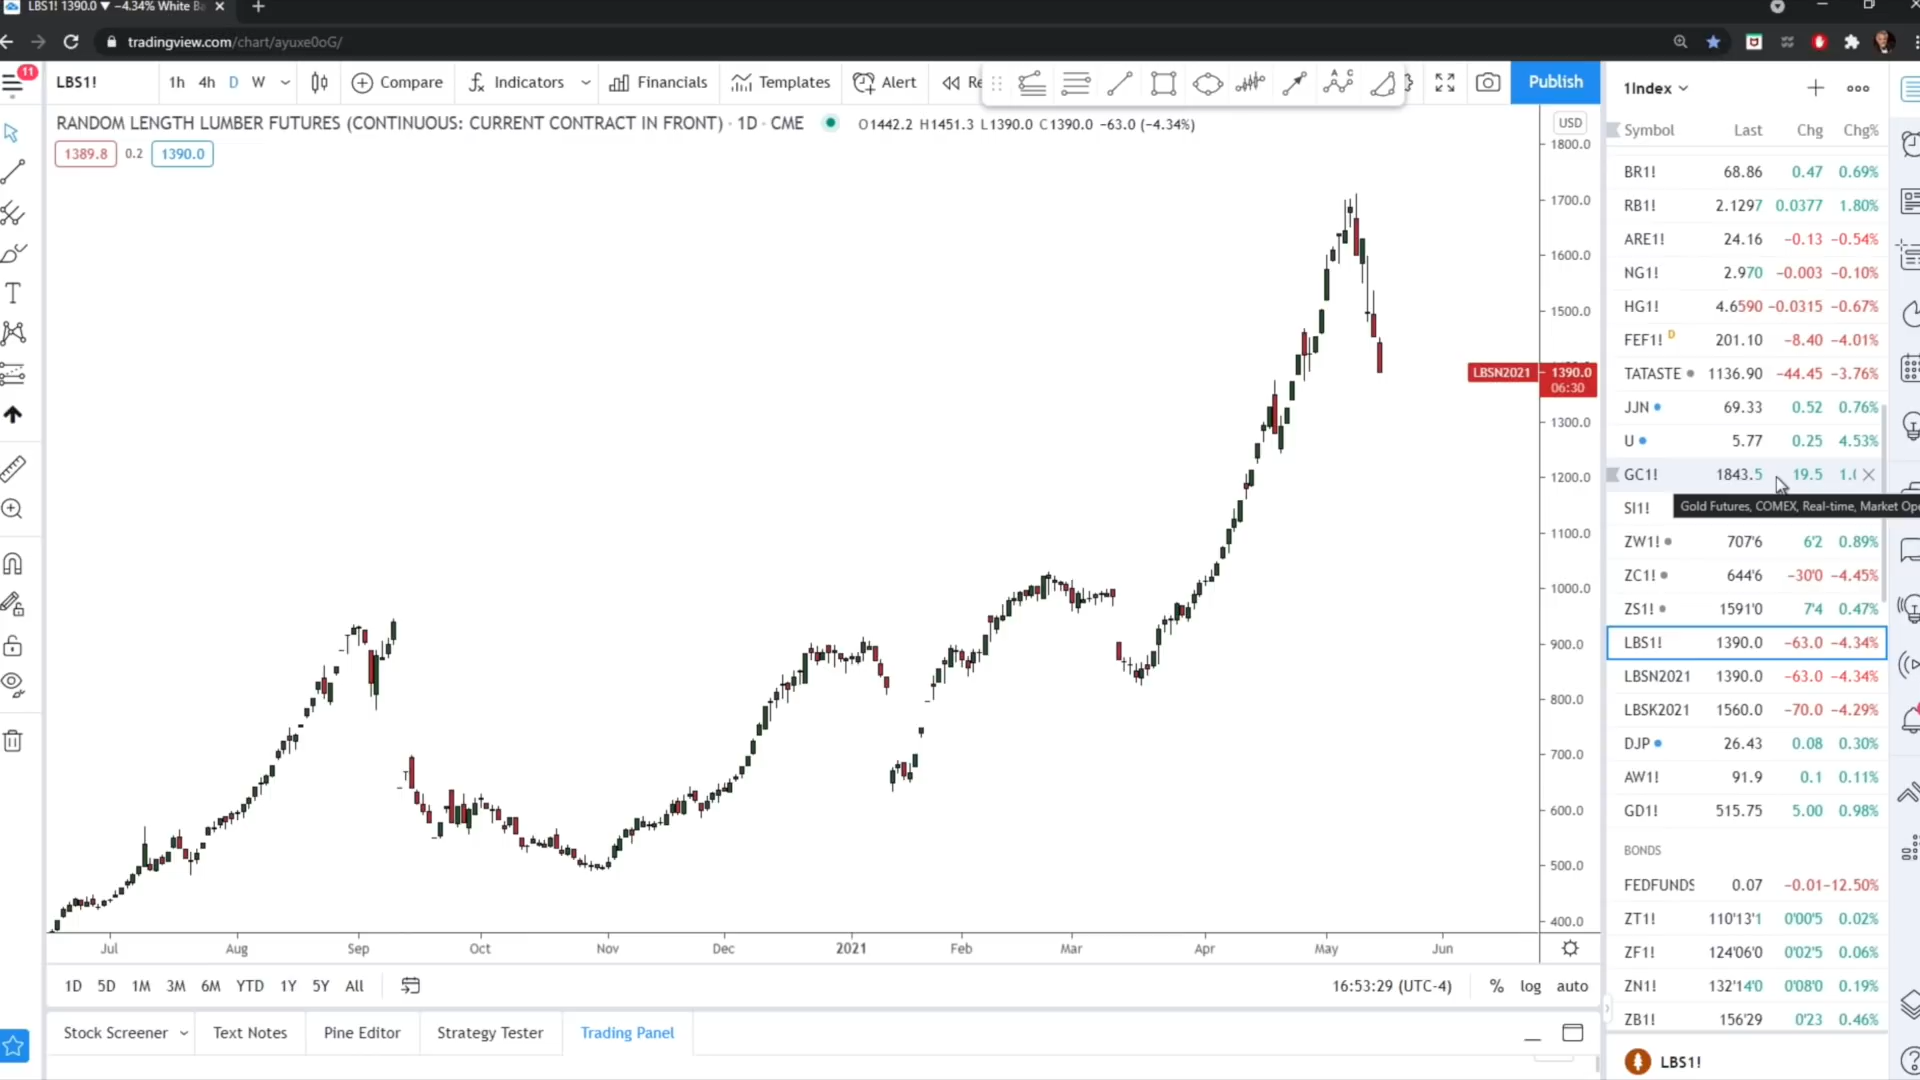 LBS1! 1390.0 ▼ −4.34% White Ba
tradingview.com/chart/ayuxe0oG/
11
LBS1!
1h 4h D W
Compare
Indicators
Financials
Templates
Alert
Re
Publish
RANDOM LENGTH LUMBER FUTURES (CONTINUOUS: CURRENT CONTRACT IN FRONT) · 1D · CME
O1442.2 H1451.3 L1390.0 C1390.0 −63.0 (−4.34%)
1389.8 0.2 1390.0
USD
1800.0
1700.0
1600.0
1500.0
LBSN2021 1390.0
06:30
1300.0
1200.0
1100.0
1000.0
900.0
800.0
700.0
600.0
500.0
400.0
Jul Aug Sep Oct Nov Dec 2021 Feb Mar Apr May Jun
1D 5D 1M 3M 6M YTD 1Y 5Y All
16:53:29 (UTC-4) % log auto
Stock Screener Text Notes Pine Editor Strategy Tester Trading Panel
1Index
Symbol Last Chg Chg%
BR1! 68.86 0.47 0.69%
RB1! 2.1297 0.0377 1.80%
ARE1! 24.16 −0.13 −0.54%
NG1! 2.970 −0.003 −0.10%
HG1! 4.6590 −0.0315 −0.67%
FEF1! D 201.10 −8.40 −4.01%
TATASTE 1136.90 −44.45 −3.76%
JJN 69.33 0.52 0.76%
U 5.77 0.25 4.53%
GC1! 1843.5 19.5 1.0
SI1!
Gold Futures, COMEX, Real-time, Market Ope
ZW1! 707'6 6'2 0.89%
ZC1! 644'6 −30'0 −4.45%
ZS1! 1591'0 7'4 0.47%
LBS1! 1390.0 −63.0 −4.34%
LBSN2021 1390.0 −63.0 −4.34%
LBSK2021 1560.0 −70.0 −4.29%
DJP 26.43 0.08 0.30%
AW1! 91.9 0.1 0.11%
GD1! 515.75 5.00 0.98%
BONDS
FEDFUNDS 0.07 −0.01 −12.50%
ZT1! 110'13'1 0'00'5 0.02%
ZF1! 124'06'0 0'02'5 0.06%
ZN1! 132'14'0 0'08'0 0.19%
ZB1! 156'29 0'23 0.46%
LBS1!